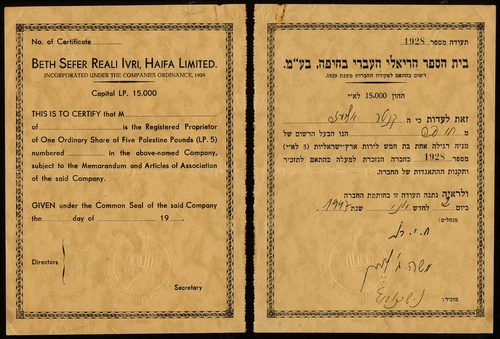 No. of Certificate
BETH SEFER REALI IVRI, HAIFA LIMITED.
INCORPORATED UNDER THE COMPANIES ORDINANCE, 1929
Capital LP. 15.000
THIS IS TO CERTIFY that M
of is the Registered Proprietor
of One Ordinary Share of Five Palestine Pounds (LP. 5)
numbered in the above-named Company,
subject to the Memorandum and Articles of Association
of the said Company.
GIVEN under the Common Seal of the said Company
the day of 19
Directors
Secretary
תעודה מספר 1928
בית הספר הריאלי העברי בחיפה, בע"מ.
רשום בהתאם לפקודת החברות משנת 1929.
ההון 15.000 לא"י
זאת לעדות כי ה
מ חיפה הנו הבעל הרשום של
מניה רגילה אחת בת חמש לירות ארץ-ישראליות (5 לא"י)
מספר 1928 בחברה הנזכרת למעלה בהתאם לתזכיר
ותקנות ההתאגדות של החברה.
ולראיה נתנה תעודה זו בחותמת החברה
ביום לחדש יוני שנת 1947
מנהלים:
מזכיר: